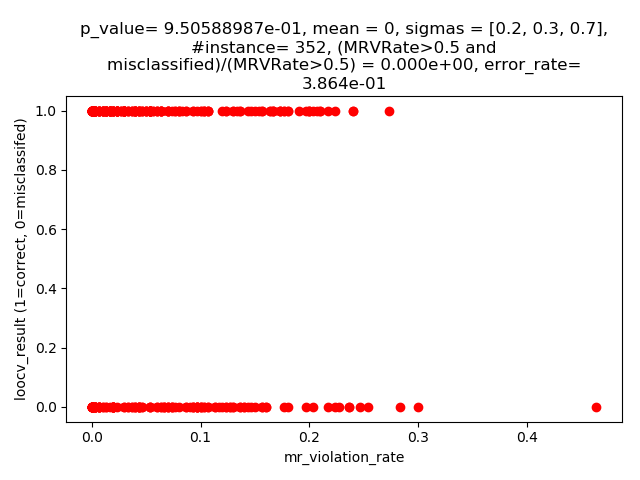 p_value= 9.50588987e-01, mean = 0, sigmas = [0.2, 0.3, 0.7],
#instance= 352, (MRVRate>0.5 and
misclassified)/(MRVRate>0.5) = 0.000e+00, error_rate=
3.864e-01
1.0
0.8
0.6
0.4
0.2
0.0
loocv_result (1=correct, 0=misclassifed)
0.0 0.1 0.2 0.3 0.4
mr_violation_rate